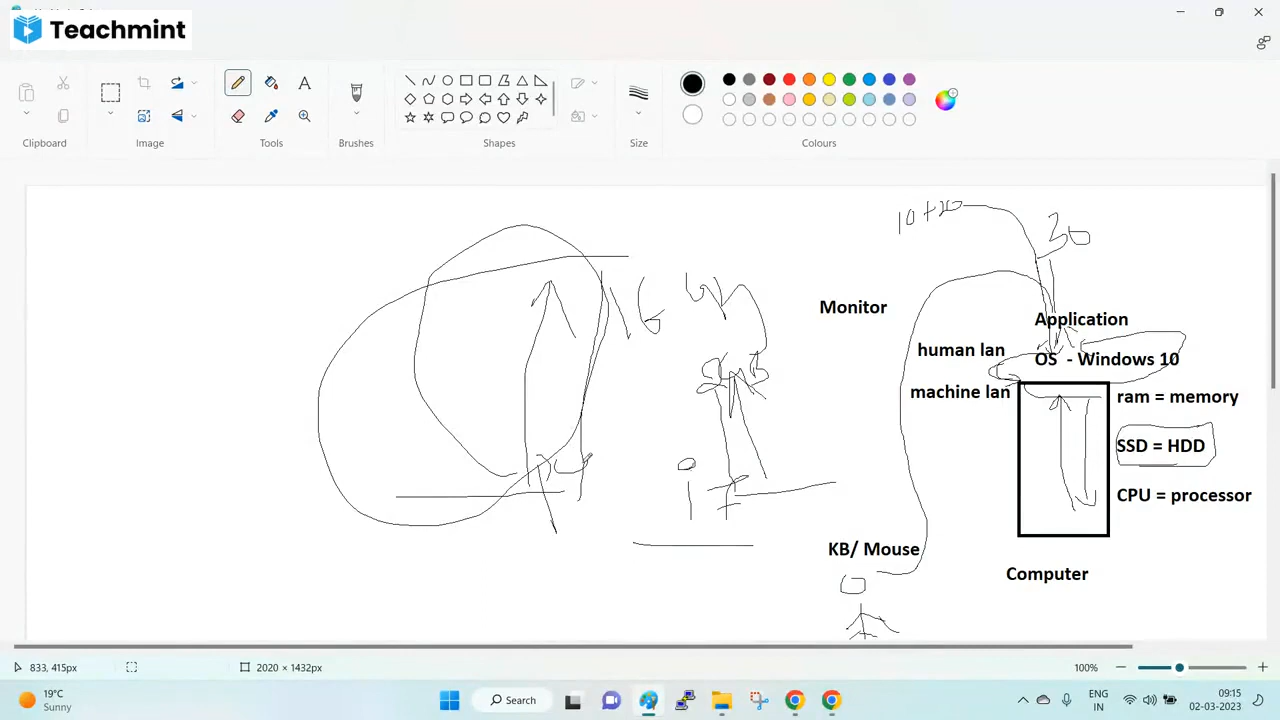 Teachmint
Clipboard
Image
Tools
Brushes
Shapes
Size
Colours
10 + 20
30
Monitor
Application
human lan
OS - Windows 10
machine lan
ram = memory
SSD = HDD
CPU = processor
KB/ Mouse
Computer
833, 415px
2020 × 1432px
100%
19°C
Sunny
Search
ENG
IN
09:15
02-03-2023